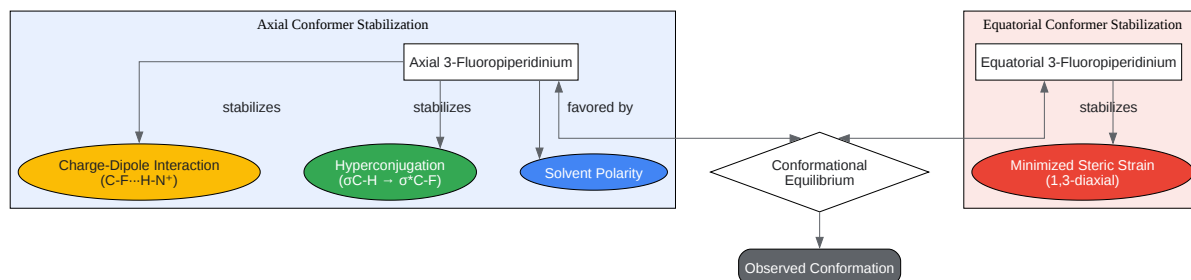 Axial Conformer Stabilization
Equatorial Conformer Stabilization
Axial 3-Fluoropiperidinium
Equatorial 3-Fluoropiperidinium
stabilizes
stabilizes
favored by
stabilizes
Charge-Dipole Interaction
(C-F···H-N⁺)
Hyperconjugation
(σC-H → σ*C-F)
Solvent Polarity
Conformational
Equilibrium
Minimized Steric Strain
(1,3-diaxial)
Observed Conformation